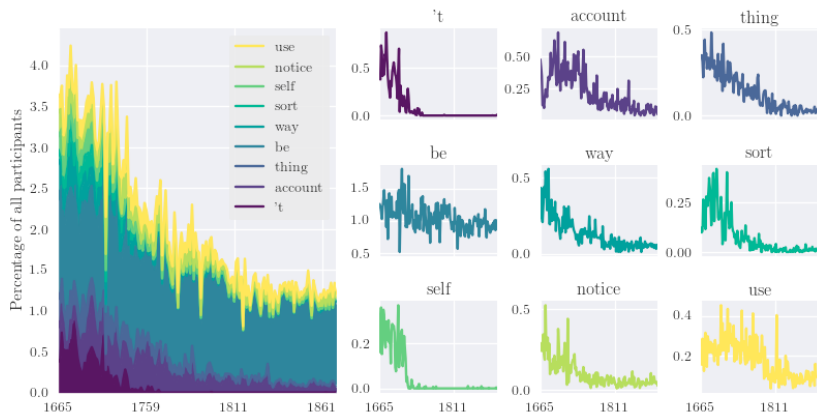 Percentage of all participants
4.0
3.5
3.0
2.5
2.0
1.5
1.0
0.5
0.0
1665 1759 1811 1861
use
notice
self
sort
way
be
thing
account
't
't
0.5
0.0
account
0.50
0.25
thing
0.5
0.0
be
1.5
1.0
0.5
way
0.5
0.0
sort
0.25
0.00
self
0.2
0.0
1665 1811
notice
0.5
0.0
1665 1811
use
0.4
0.2
1665 1811